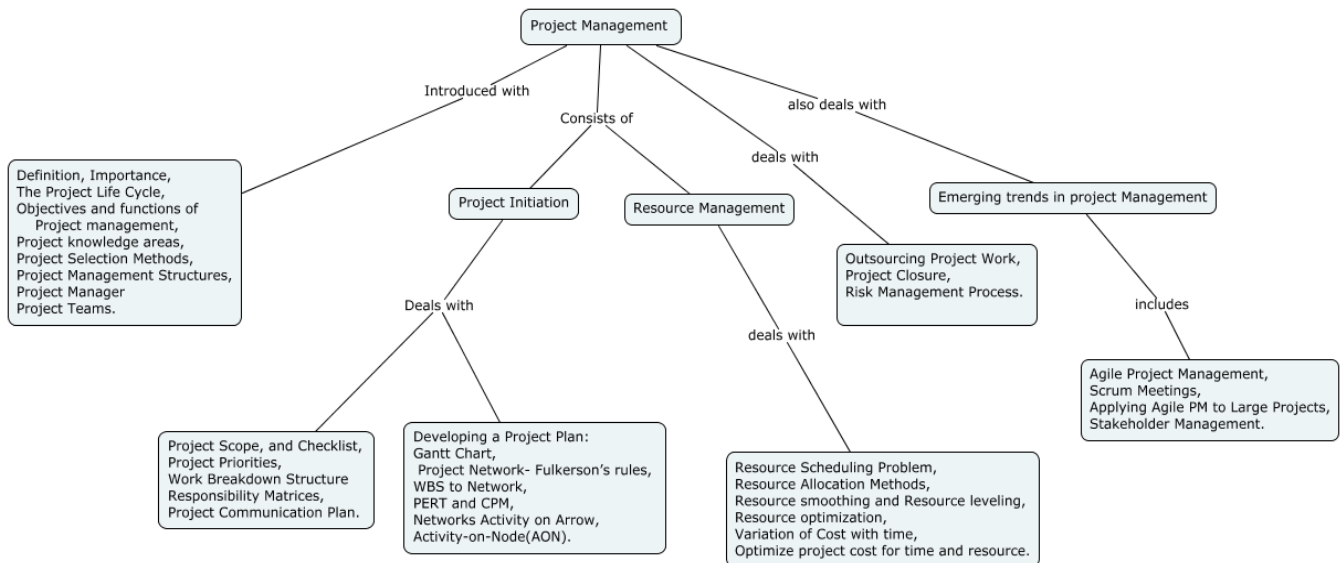 Project Management
Introduced with
Consists of
deals with
also deals with
Definition, Importance,
The Project Life Cycle,
Objectives and functions of
Project management,
Project knowledge areas,
Project Selection Methods,
Project Management Structures,
Project Manager
Project Teams.
Project Initiation
Resource Management
Outsourcing Project Work,
Project Closure,
Risk Management Process.
Emerging trends in project Management
Deals with
deals with
includes
Project Scope, and Checklist,
Project Priorities,
Work Breakdown Structure
Responsibility Matrices,
Project Communication Plan.
Developing a Project Plan:
Gantt Chart,
Project Network- Fulkerson's rules,
WBS to Network,
PERT and CPM,
Networks Activity on Arrow,
Activity-on-Node(AON).
Resource Scheduling Problem,
Resource Allocation Methods,
Resource smoothing and Resource leveling,
Resource optimization,
Variation of Cost with time,
Optimize project cost for time and resource.
Agile Project Management,
Scrum Meetings,
Applying Agile PM to Large Projects,
Stakeholder Management.